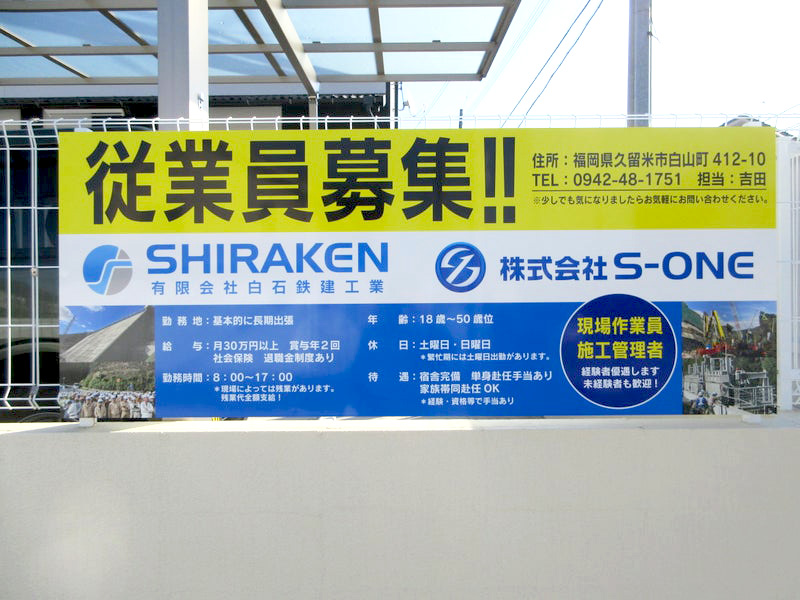 従業員募集!!
住所：福岡県久留米市白山町 412-10
TEL：0942-48-1751 担当：吉田
※少しでも気になりましたらお気軽にお問い合わせください。
SHIRAKEN
有限会社白石鉄建工業
株式会社 S-ONE
勤務地：基本的に長期出張
給与：月30万円以上 賞与年2回
社会保険 退職金制度あり
勤務時間：8：00〜17：00
＊現場によっては残業があります。
残業代全額支給！
年齢：18歳〜50歳位
休日：土曜日・日曜日
＊繁忙期には土曜日出勤があります。
待遇：宿舎完備 単身赴任手当あり
家族帯同赴任OK
＊経験・資格等で手当あり
現場作業員
施工管理者
経験者優遇します
未経験者も歓迎！